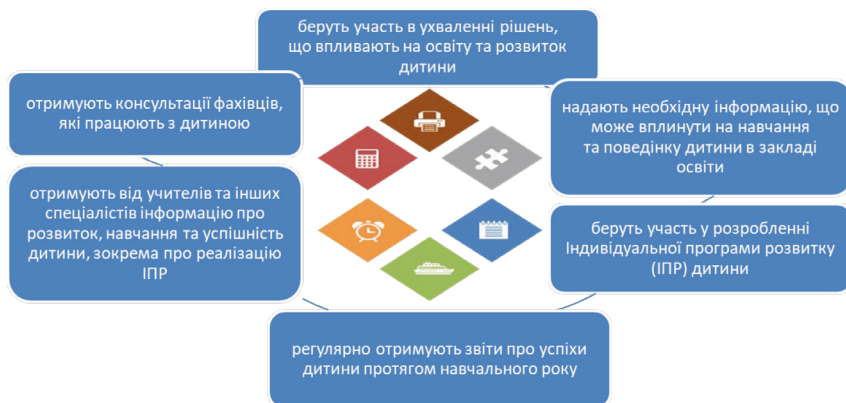 беруть участь в ухваленні рішень,
що впливають на освіту та розвиток
дитини
надають необхідну інформацію, що
може вплинути на навчання
та поведінку дитини в закладі
освіти
беруть участь у розробленні
Індивідуальної програми розвитку
(ІПР) дитини
регулярно отримують звіти про успіхи
дитини протягом навчального року
отримують від учителів та інших
спеціалістів інформацію про
розвиток, навчання та успішність
дитини, зокрема про реалізацію
ІПР
отримують консультації фахівців,
які працюють з дитиною